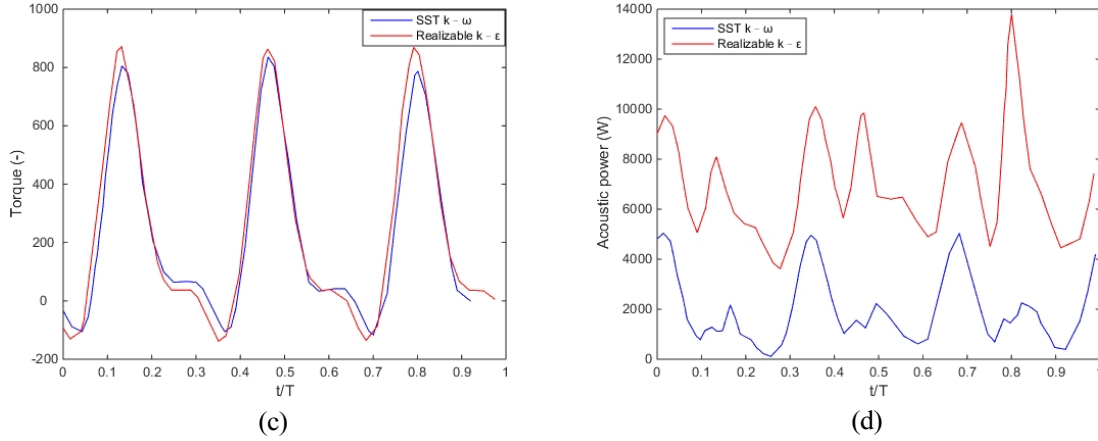 1000
800
600
400
200
0
-200
0 0.1 0.2 0.3 0.4 0.5 0.6 0.7 0.8 0.9 1
t/T
Torque (-)
SST k - ω
Realizable k - ε
(c)
14000
12000
10000
8000
6000
4000
2000
0
0 0.1 0.2 0.3 0.4 0.5 0.6 0.7 0.8 0.9 1
t/T
Acoustic power (W)
SST k - ω
Realizable k - ε
(d)